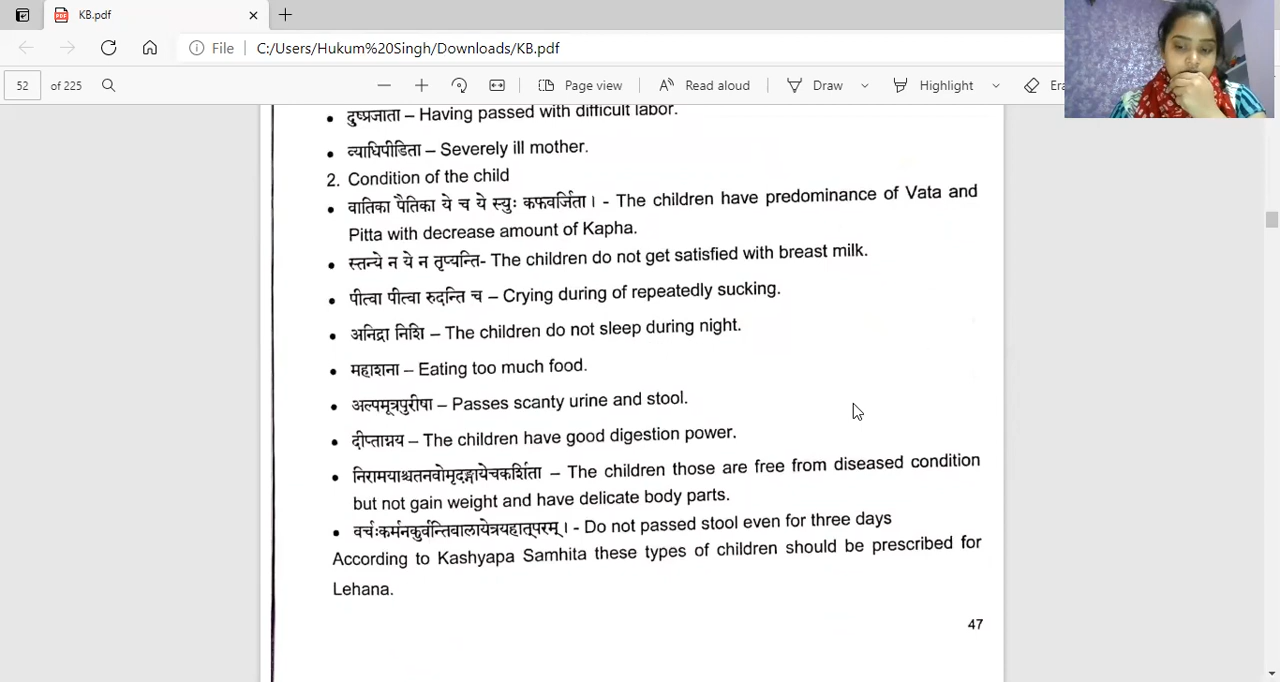 KB.pdf
File C:/Users/Hukum%20Singh/Downloads/KB.pdf
52 of 225 Page view Read aloud Draw Highlight Era
• दुष्प्रजाता – Having passed with difficult labor.
• व्याधिपीडिता – Severely ill mother.
2. Condition of the child
• वातिका पैतिका ये च ये स्युः कफवर्जिता। - The children have predominance of Vata and
Pitta with decrease amount of Kapha.
• स्तन्ये न ये न तृप्यन्ति- The children do not get satisfied with breast milk.
• पीत्वा पीत्वा रुदन्ति च – Crying during of repeatedly sucking.
• अनिद्रा निशि – The children do not sleep during night.
• महाशना – Eating too much food.
• अल्पमूत्रपुरीषा – Passes scanty urine and stool.
• दीप्ताग्नय – The children have good digestion power.
• निरामयाश्चतनवोमृदङ्गायेचकर्शिता – The children those are free from diseased condition
but not gain weight and have delicate body parts.
• वर्चःकर्मनकुर्वन्तिवालायेत्रयहात्परम्। - Do not passed stool even for three days
According to Kashyapa Samhita these types of children should be prescribed for
Lehana.
47